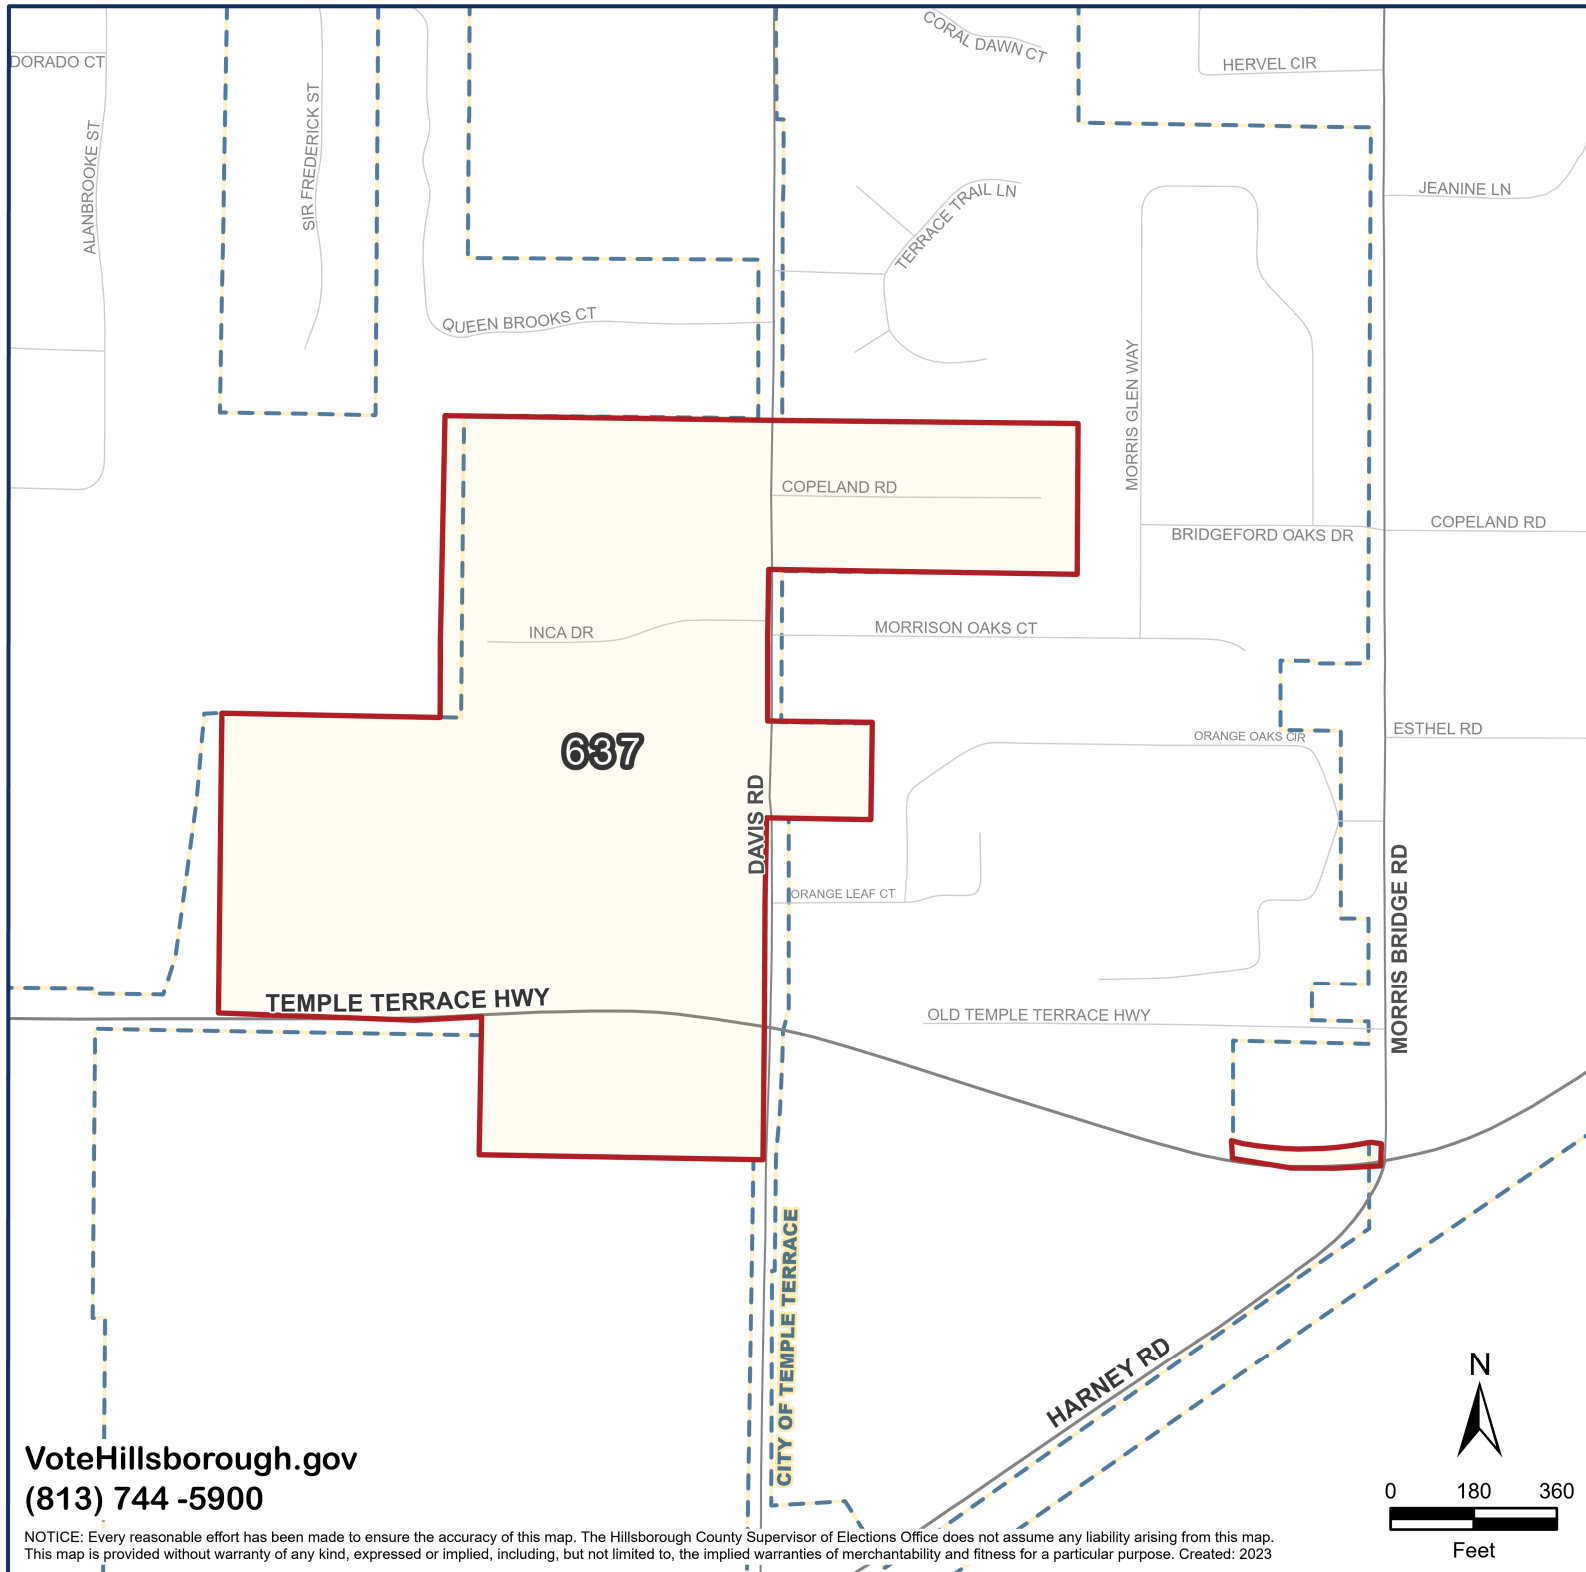 CORAL DAWN CT
DORADO CT
HERVEL CIR
ALANBROOKE ST
SIR FREDERICK ST
JEANINE LN
TERRACE TRAIL LN
QUEEN BROOKS CT
MORRIS GLEN WAY
COPELAND RD
BRIDGEFORD OAKS DR
COPELAND RD
INCA DR
MORRISON OAKS CT
637
ORANGE OAKS CIR
ESTHEL RD
DAVIS RD
ORANGE LEAF CT
MORRIS BRIDGE RD
TEMPLE TERRACE HWY
OLD TEMPLE TERRACE HWY
CITY OF TEMPLE TERRACE
HARNEY RD
N
VoteHillsborough.gov
(813) 744 -5900
0 180 360
Feet
NOTICE: Every reasonable effort has been made to ensure the accuracy of this map. The Hillsborough County Supervisor of Elections Office does not assume any liability arising from this map.
This map is provided without warranty of any kind, expressed or implied, including, but not limited to, the implied warranties of merchantability and fitness for a particular purpose. Created: 2023